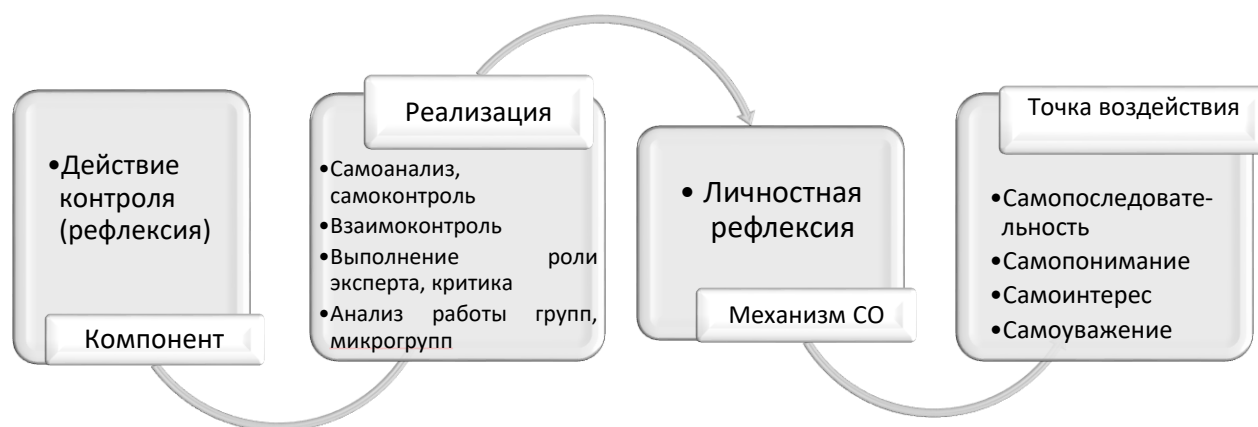 •Действие
контроля
(рефлексия)
Компонент
Реализация
•Самоанализ,
самоконтроль
•Взаимоконтроль
•Выполнение роли
эксперта, критика
•Анализ работы групп,
микрогрупп
• Личностная
рефлексия
Механизм СО
Точка воздействия
•Самопоследовате-
льность
•Самопонимание
•Самоинтерес
•Самоуважение